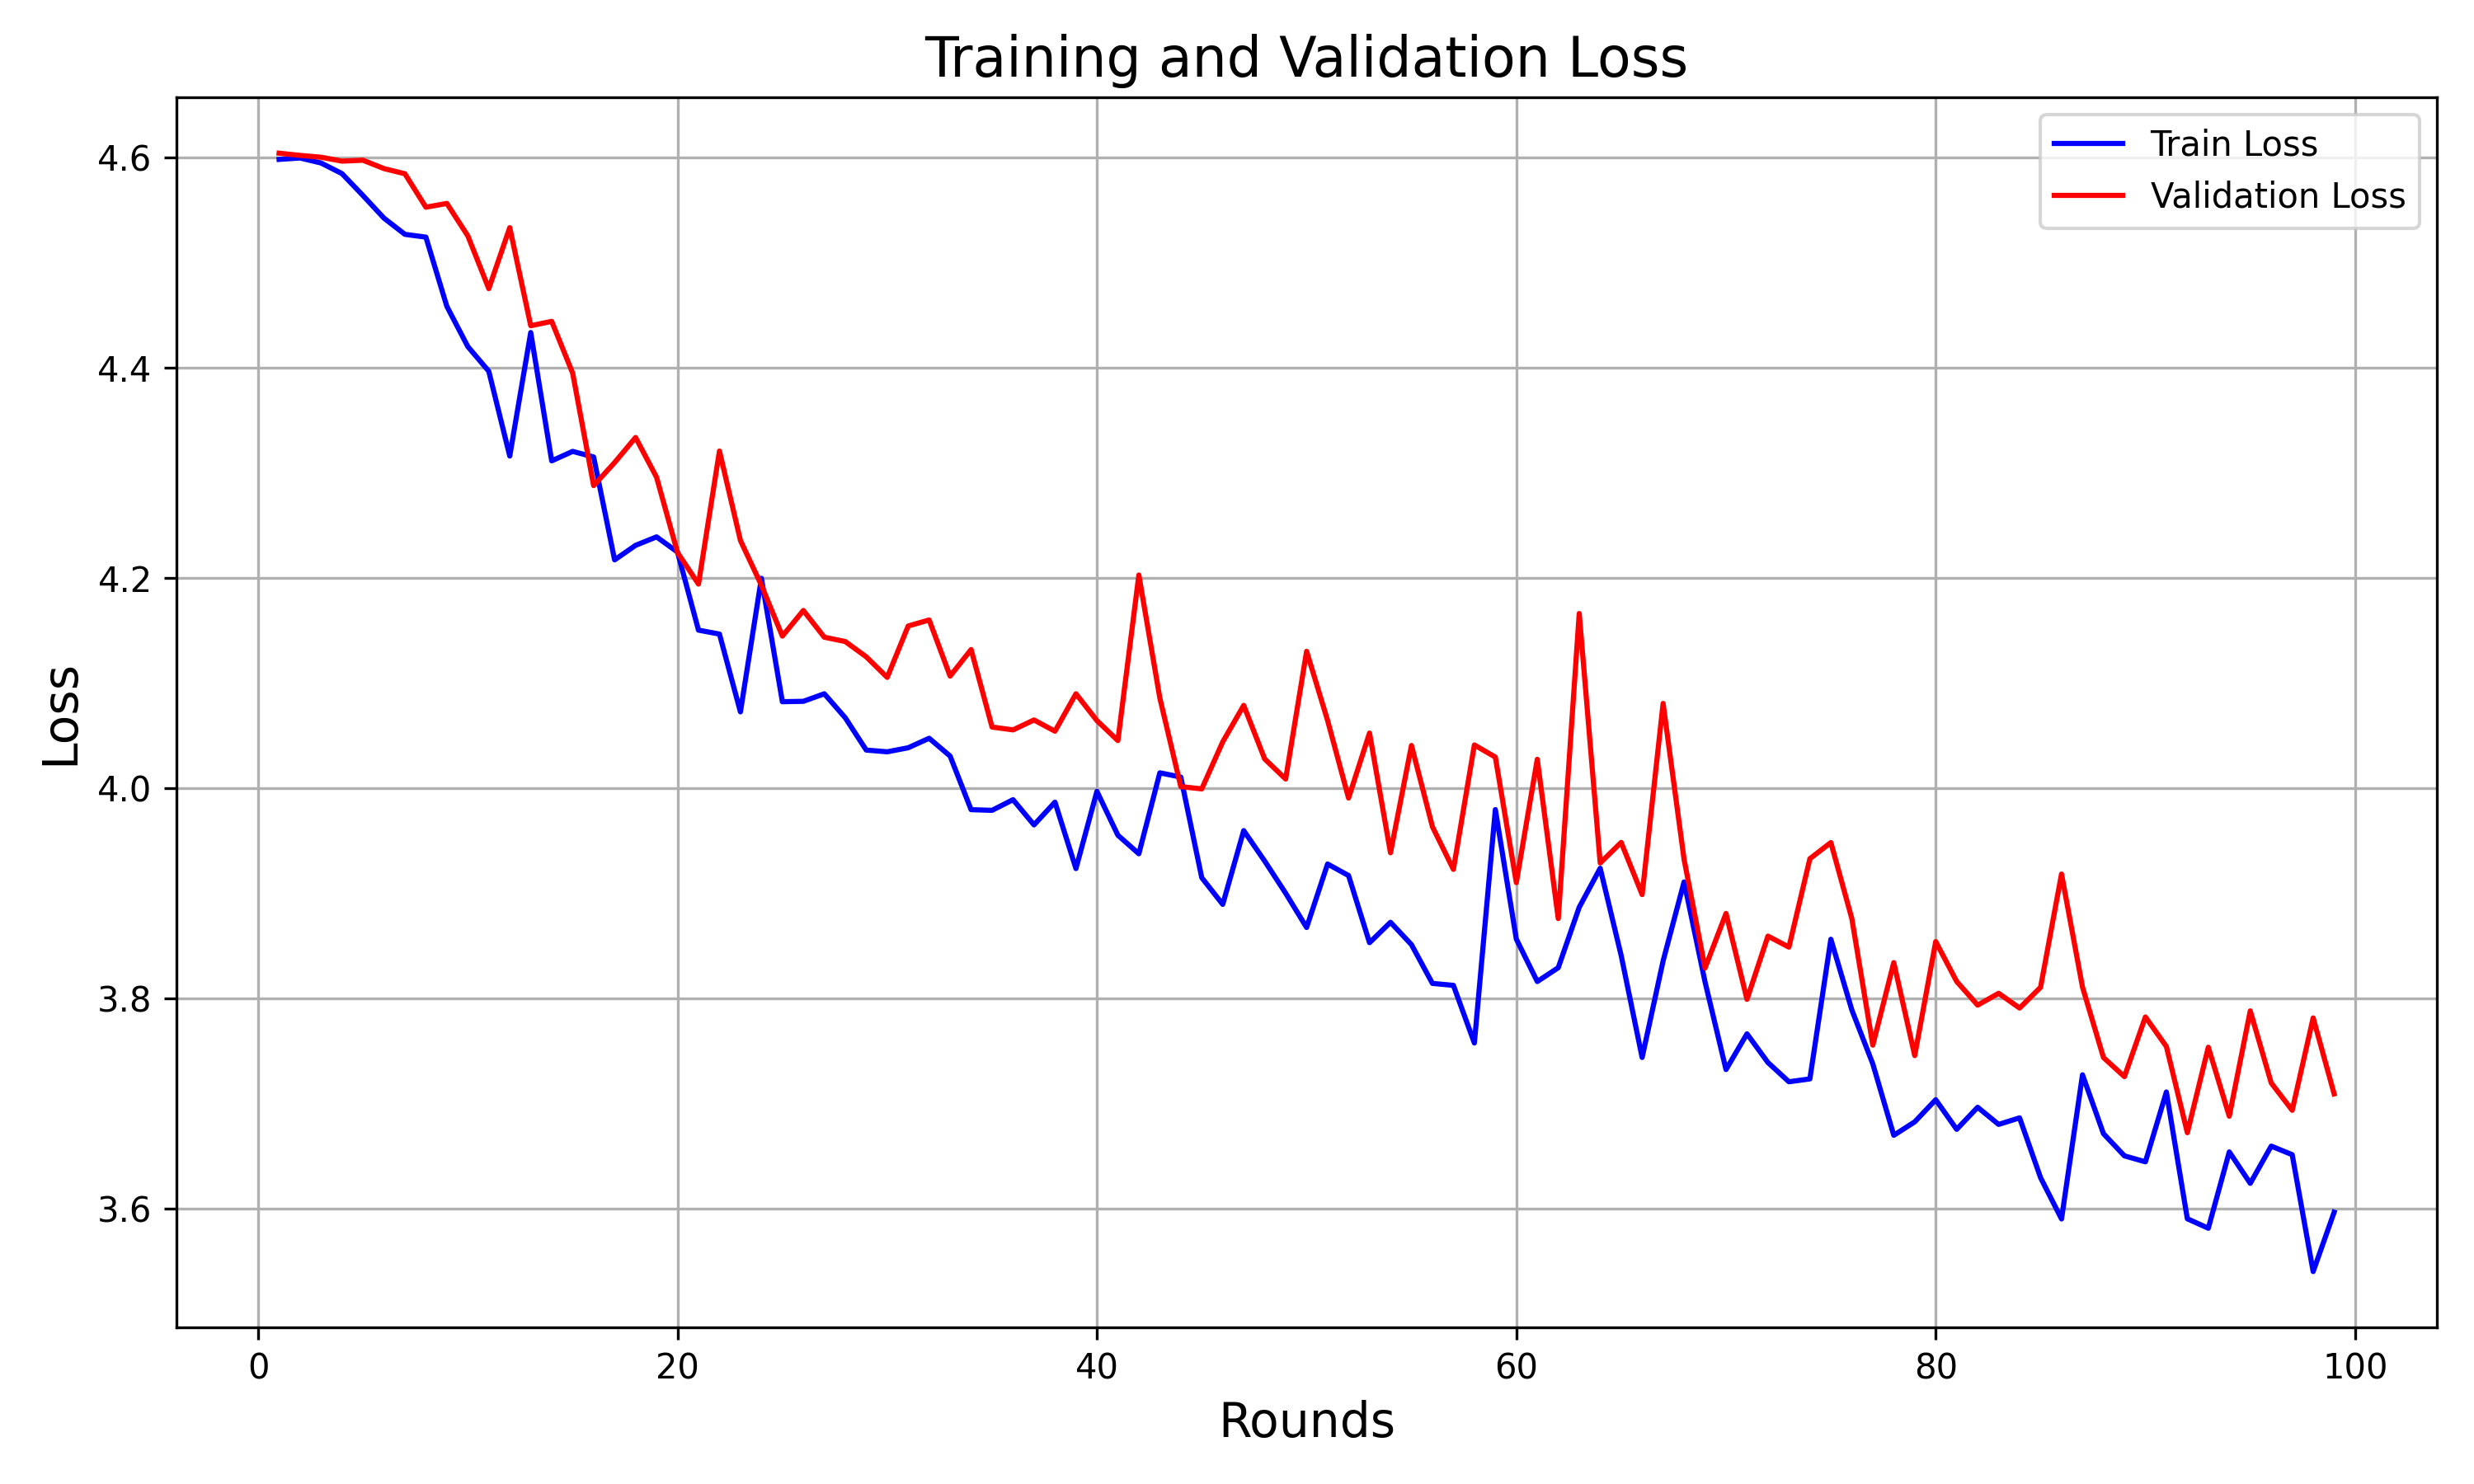 Training and Validation Loss
Train Loss
Validation Loss
4.6
4.4
4.2
4.0
3.8
3.6
Loss
0 20 40 60 80 100
Rounds